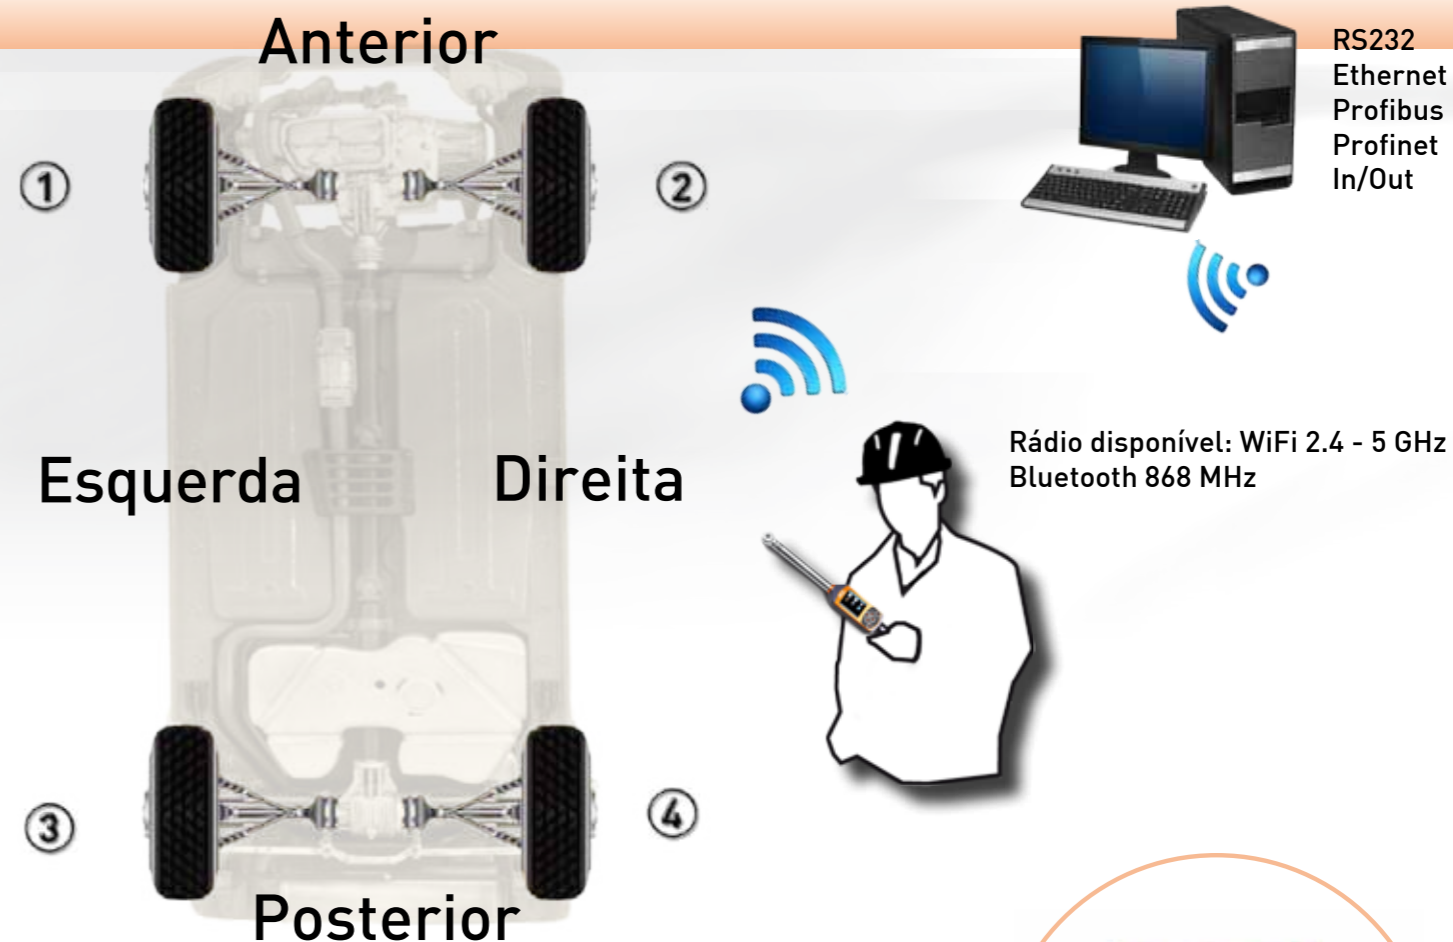 Anterior
RS232
Ethernet
Profibus
Profinet
In/Out
①
②
Rádio disponível: WiFi 2.4 - 5 GHz
Bluetooth 868 MHz
Esquerda
Direita
③
④
Posterior